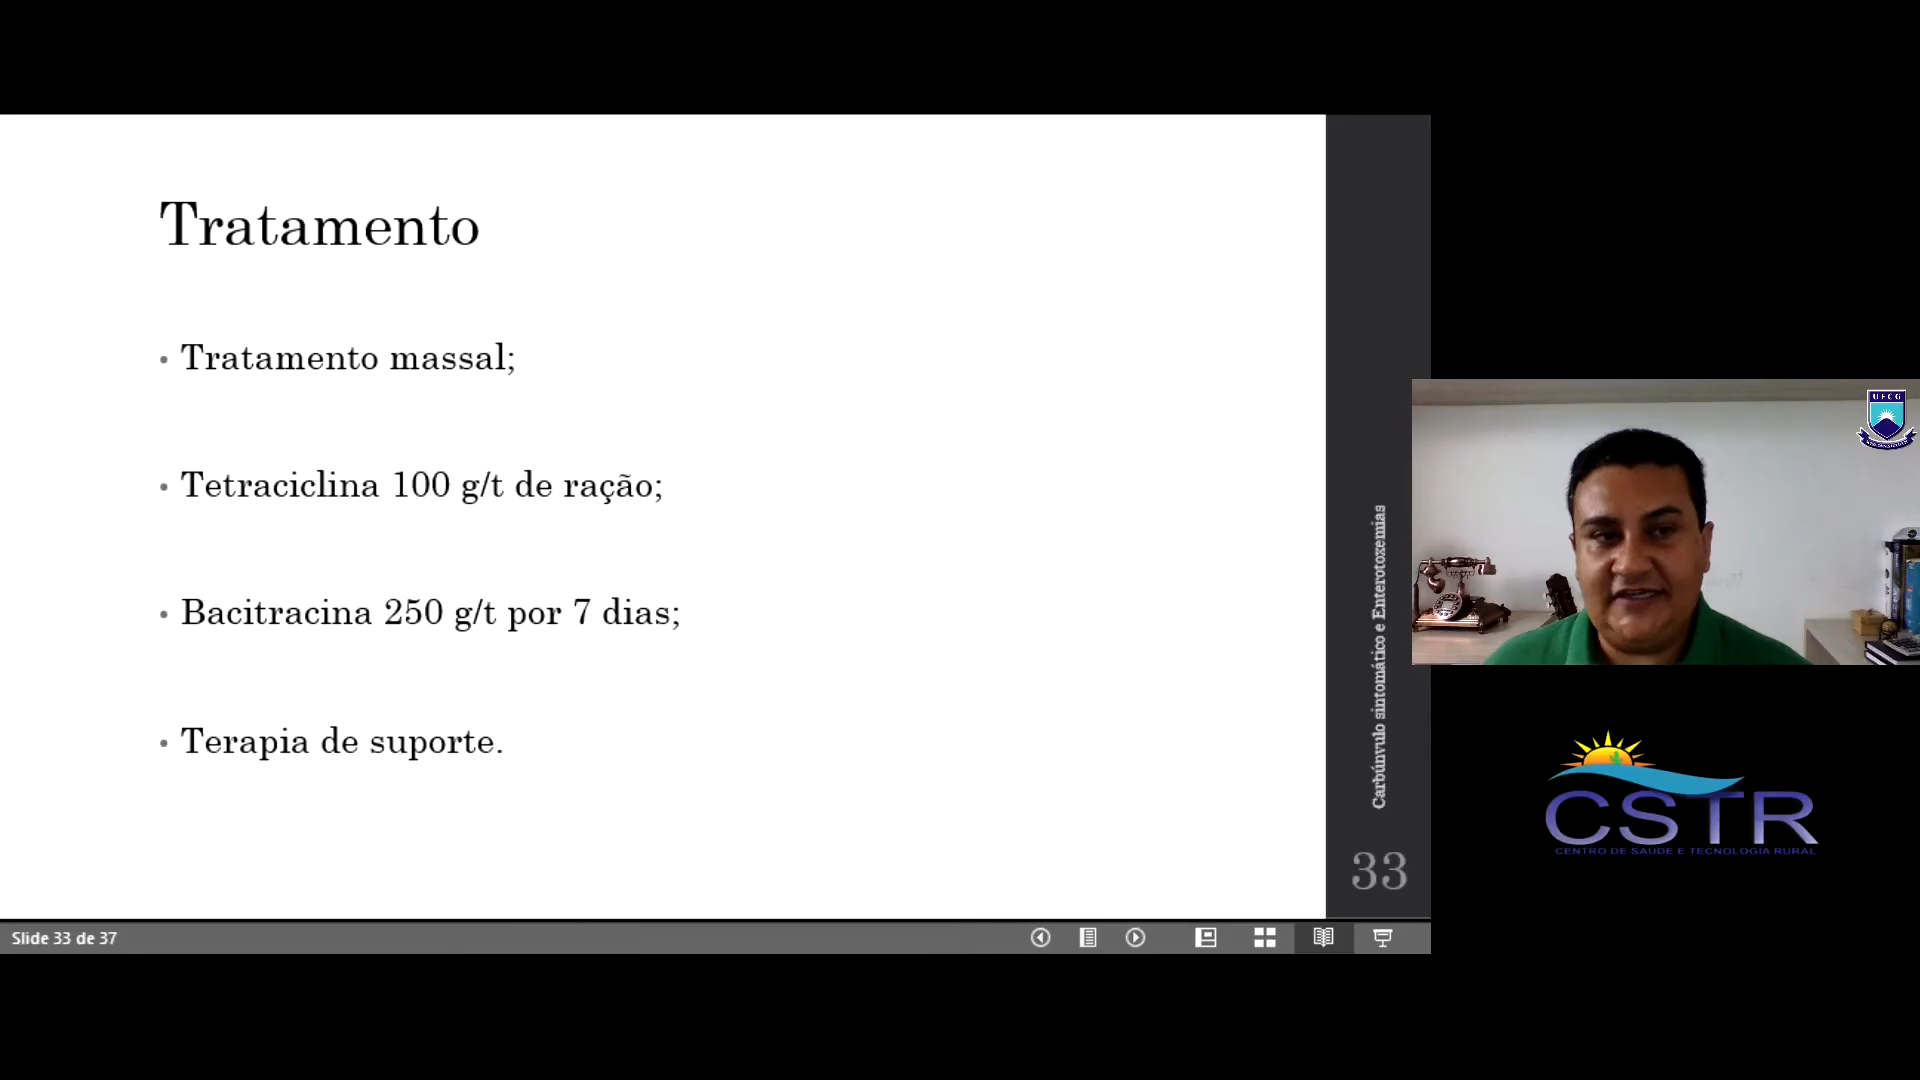 Tratamento
• Tratamento massal;
• Tetraciclina 100 g/t de ração;
• Bacitracina 250 g/t por 7 dias;
• Terapia de suporte.
Carbúnvulo sintomático e Enterotoxemias
33
Slide 33 de 37
UFCG
CSTR
CENTRO DE SAUDE E TECNOLOGIA RURAL